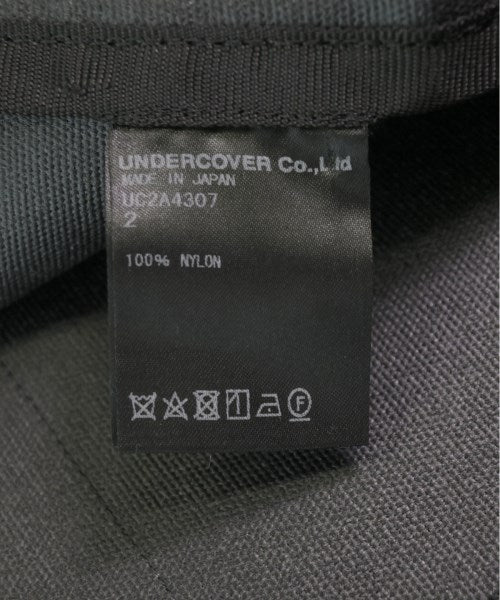 UNDERCOVER Co.,Ltd
MADE IN JAPAN
UC2A4307
2
100% NYLON
F